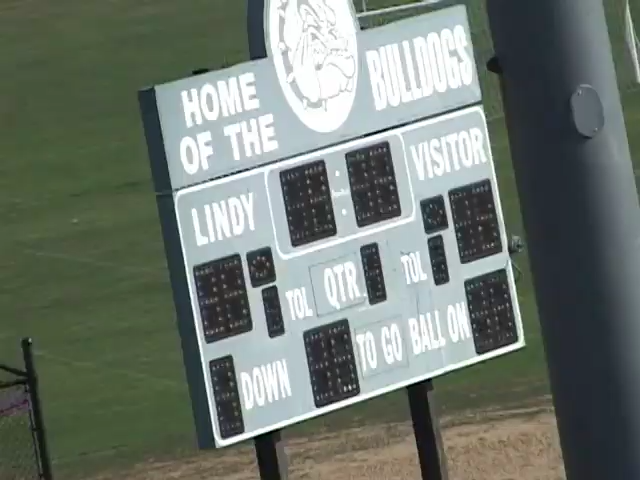 HOME BULLDOGS
OF THE
LINDY VISITOR
TOL QTR. TOL
DOWN TO GO BALL ON